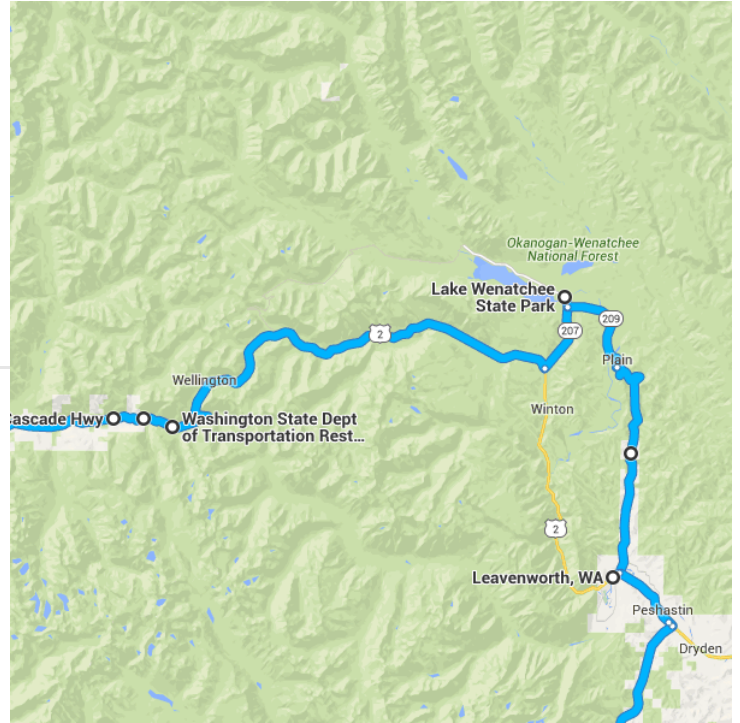 Okanogan-Wenatchee
National Forest
Lake Wenatchee
State Park
209
207
2
Plain
Wellington
Winton
Cascade Hwy
Washington State Dept
of Transportation Rest...
2
Leavenworth, WA
Peshastin
Dryden